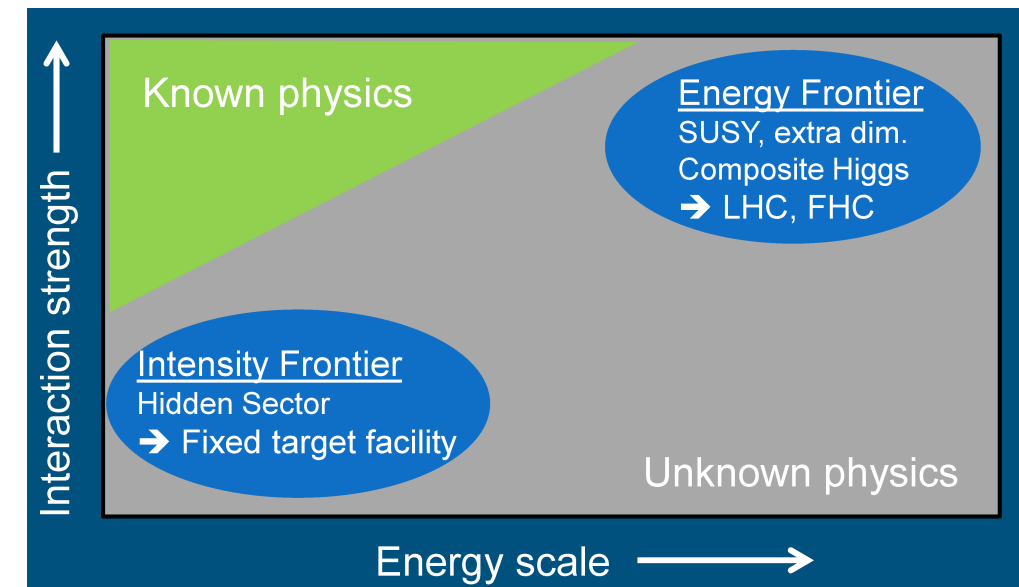 Known physics
Energy Frontier
SUSY, extra dim.
Composite Higgs
➔ LHC, FHC
Interaction strength
Intensity Frontier
Hidden Sector
➔ Fixed target facility
Unknown physics
Energy scale